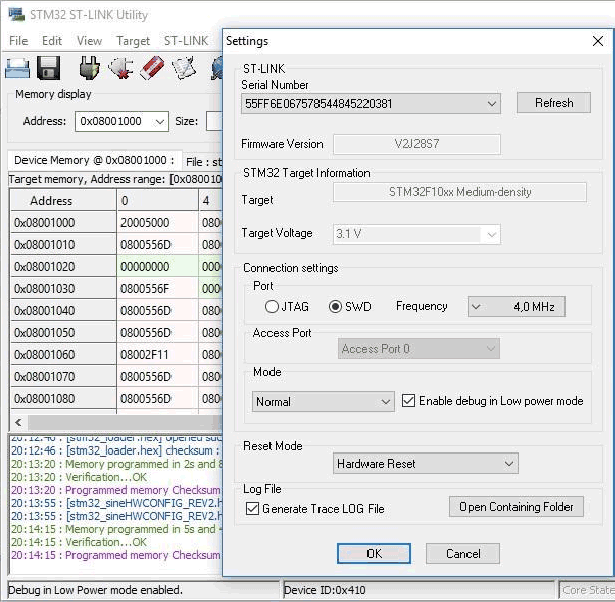 STM32 ST-LINK Utility
File Edit View Target ST-LINK
Memory display
Address: 0x08001000 Size:
Device Memory @ 0x08001000 : File : st
Target memory, Address range: [0x080010
Address 0 4
0x08001000 20005000 080
0x08001010 0800556D 080
0x08001020 00000000 000
0x08001030 0800556F 000
0x08001040 0800556D 080
0x08001050 0800556D 080
0x08001060 08002F11 080
0x08001070 0800556D 080
0x08001080 0800556D 080
20:12:46 : [stm32_loader.hex] opened suc
20:12:46 : [stm32_loader.hex] checksum :
20:13:20 : Memory programmed in 2s and 8
20:13:20 : Verification...OK
20:13:20 : Programmed memory Checksum
20:13:55 : [stm32_sineHWCONFIG_REV2.h
20:13:55 : [stm32_sineHWCONFIG_REV2.h
20:14:15 : Memory programmed in 5s and 4
20:14:15 : Verification...OK
20:14:15 : Programmed memory Checksum
Debug in Low Power mode enabled. Device ID:0x410 Core State
Settings
ST-LINK
Serial Number
55FF6E067578544845220381 Refresh
Firmware Version V2J28S7
STM32 Target Information
Target STM32F10xx Medium-density
Target Voltage 3.1 V
Connection settings
Port
JTAG SWD Frequency 4,0 MHz
Access Port
Access Port 0
Mode
Normal Enable debug in Low power mode
Reset Mode
Hardware Reset
Log File
Generate Trace LOG File Open Containing Folder
OK Cancel